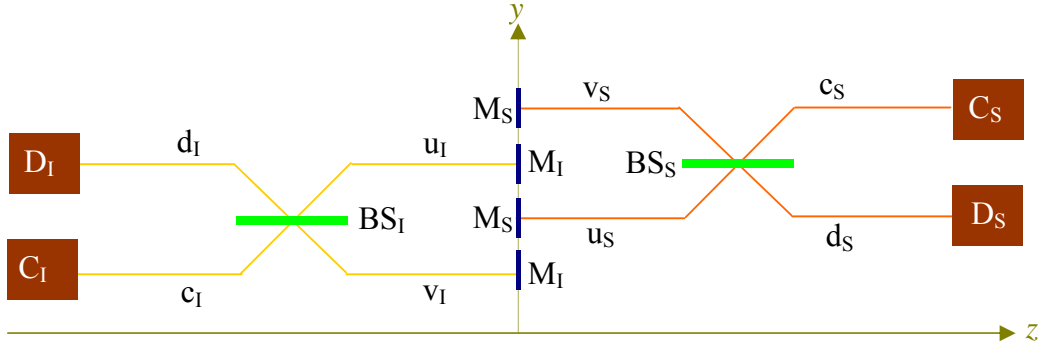 y
v_S
c_S
C_S
M_S
D_I
d_I
u_I
M_I
BS_S
M_S
D_S
BS_I
u_S
d_S
C_I
c_I
v_I
M_I
z